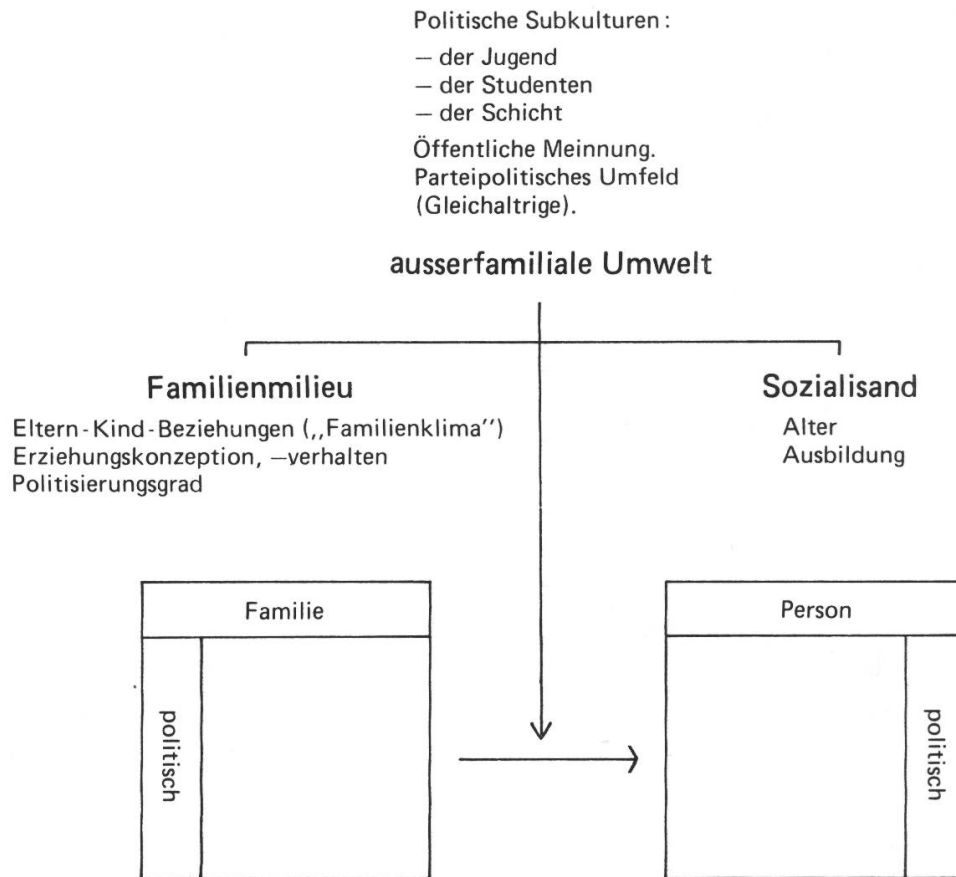 Politische Subkulturen :
— der Jugend
— der Studenten
— der Schicht
Öffentliche Meinnung.
Parteipolitisches Umfeld
(Gleichaltrige).
ausserfamiliale Umwelt
Familienmilieu
Eltern-Kind-Beziehungen (,,Familienklima'')
Erziehungskonzeption, —verhalten
Politisierungsgrad
Sozialisand
Alter
Ausbildung
Familie
politisch
Person
politisch